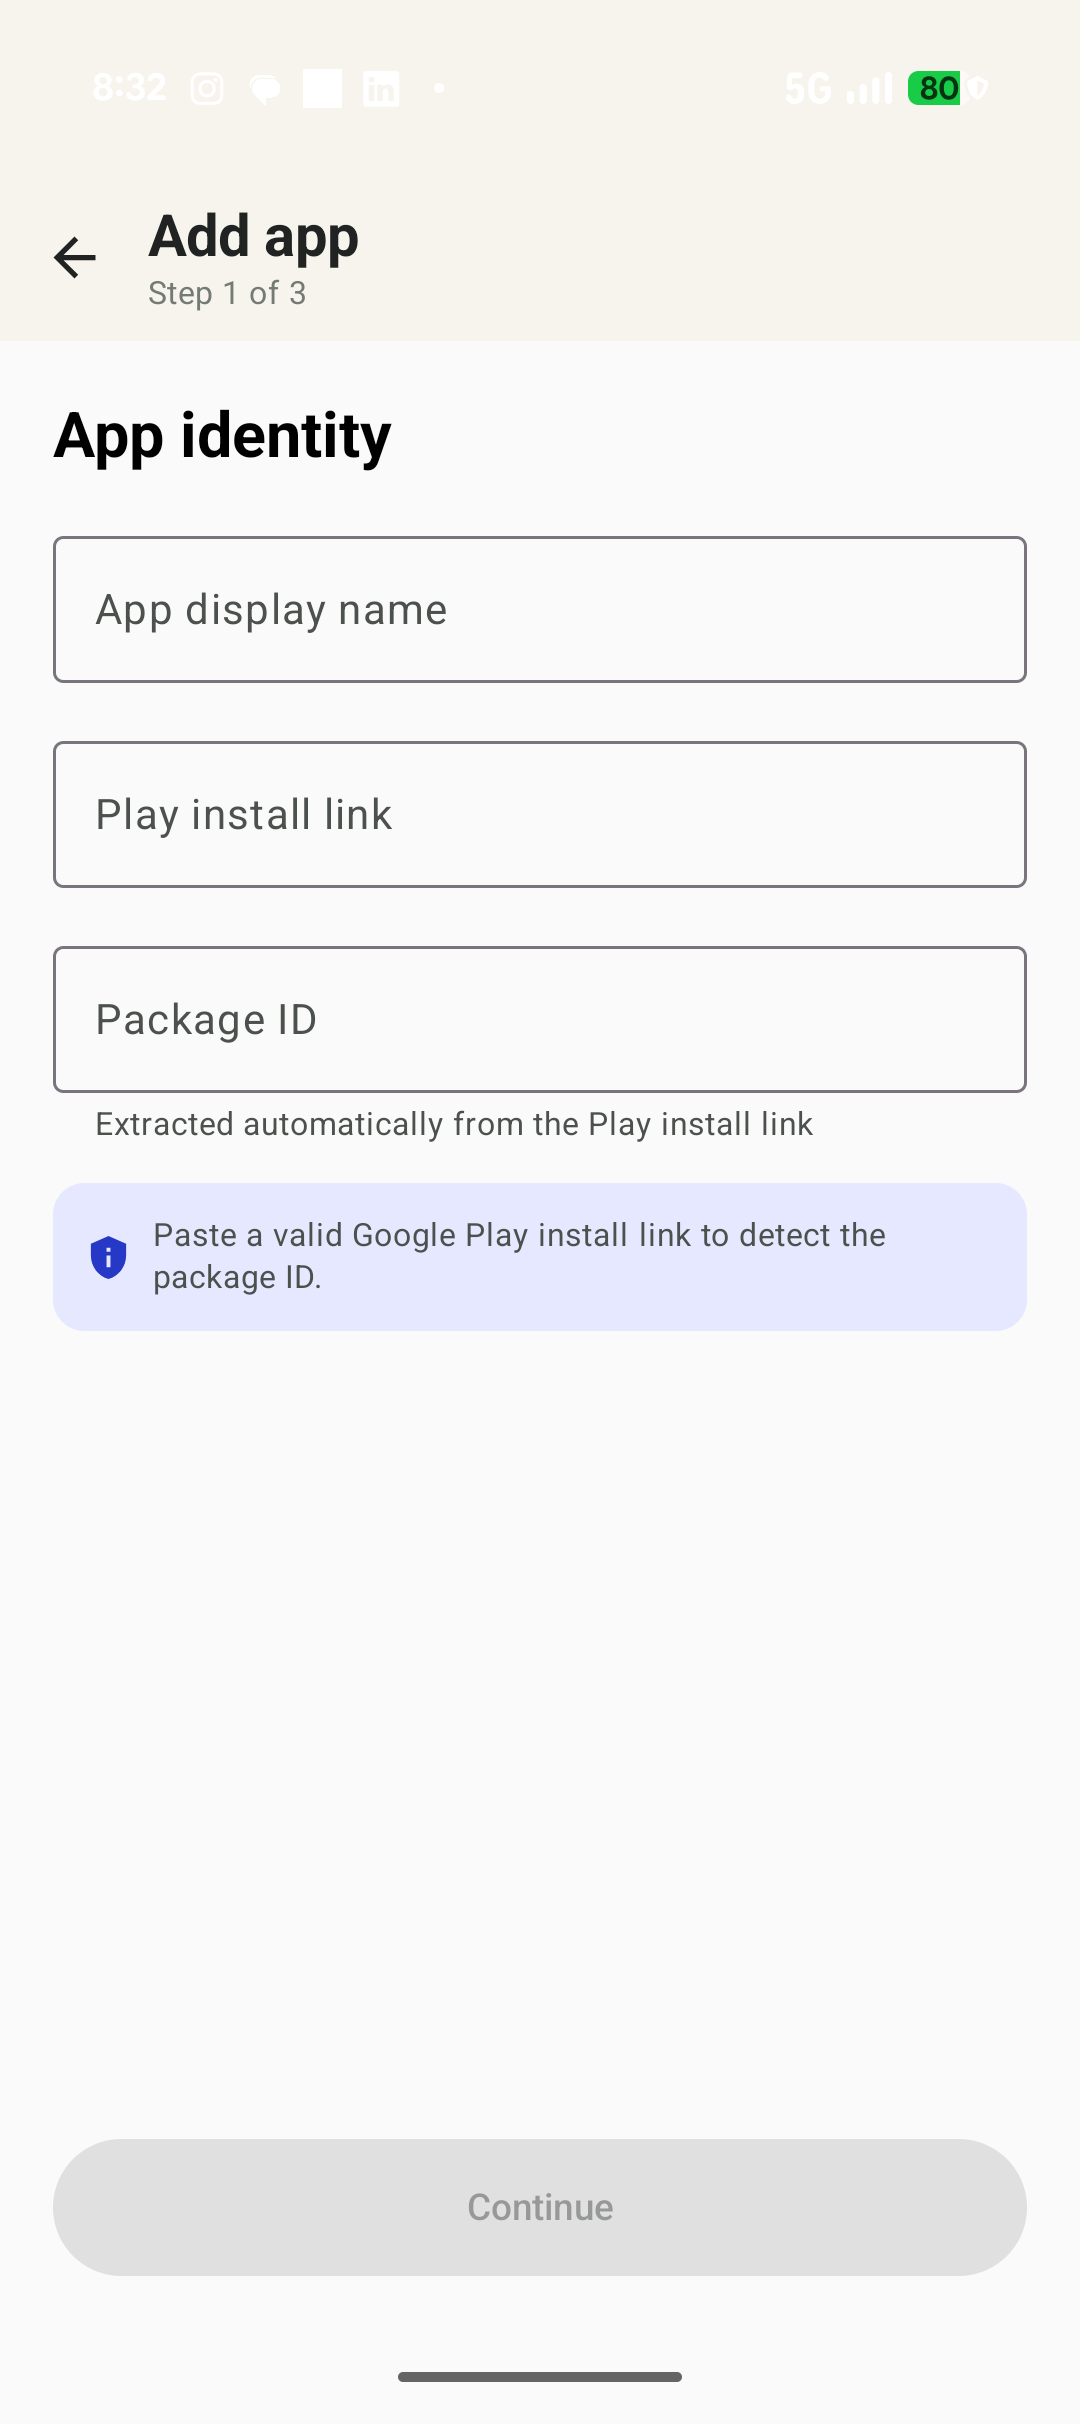 8:32
5G
80
Add app
Step 1 of 3
App identity
App display name
Play install link
Package ID
Extracted automatically from the Play install link
Paste a valid Google Play install link to detect the
package ID.
Continue